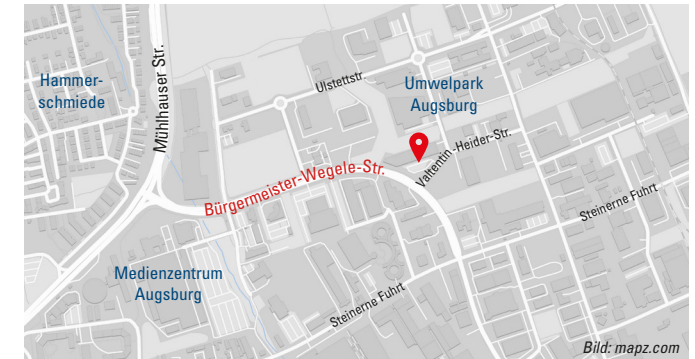 Hammer-
schmiede
Mühlhauser Str.
Ulstettstr.
Umwelpark
Augsburg
Valtentin-Heider-Str.
Bürgermeister-Wegele-Str.
Steinerne Fuhrt
Medienzentrum
Augsburg
Steinerne Fuhrt
Bild: mapz.com